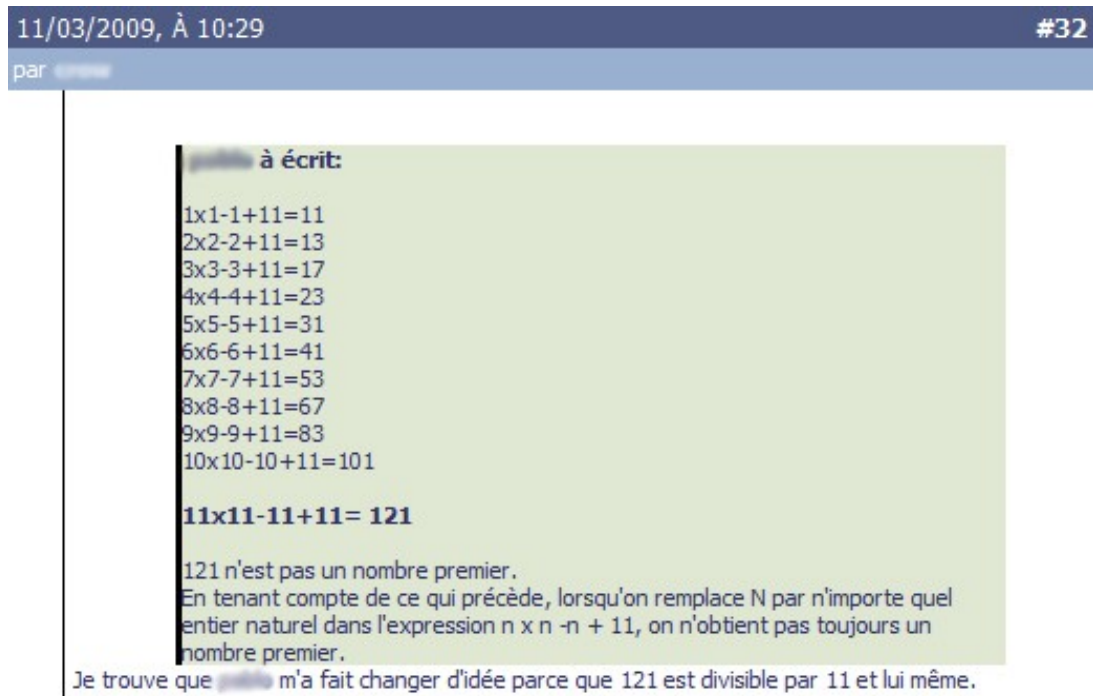 11/03/2009, À 10:29 #32
par
à écrit:
1x1-1+11=11
2x2-2+11=13
3x3-3+11=17
4x4-4+11=23
5x5-5+11=31
6x6-6+11=41
7x7-7+11=53
8x8-8+11=67
9x9-9+11=83
10x10-10+11=101
11x11-11+11= 121
121 n'est pas un nombre premier.
En tenant compte de ce qui précède, lorsqu'on remplace N par n'importe quel
entier naturel dans l'expression n x n -n + 11, on n'obtient pas toujours un
nombre premier.
Je trouve que m'a fait changer d'idée parce que 121 est divisible par 11 et lui même.